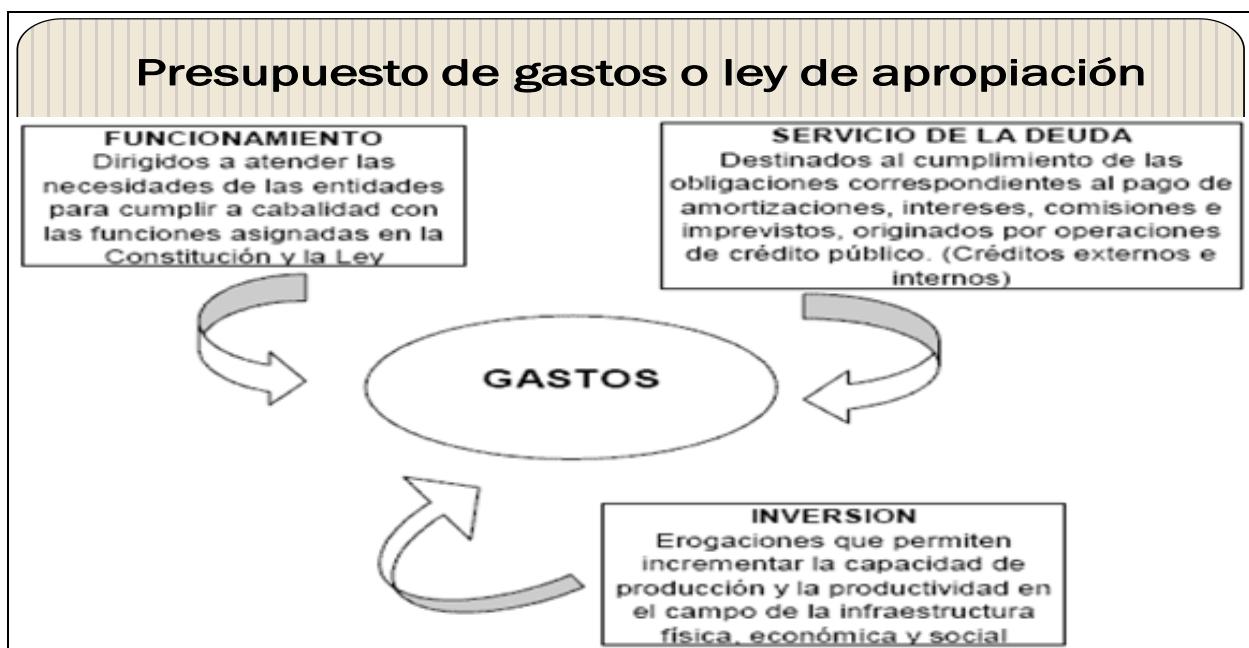 Presupuesto de gastos o ley de apropiación
FUNCIONAMIENTO
Dirigidos a atender las
necesidades de las entidades
para cumplir a cabalidad con
las funciones asignadas en la
Constitución y la Ley
SERVICIO DE LA DEUDA
Destinados al cumplimiento de las
obligaciones correspondientes al pago de
amortizaciones, intereses, comisiones e
imprevistos, originados por operaciones
de crédito público. (Créditos externos e
internos)
GASTOS
INVERSION
Erogaciones que permiten
incrementar la capacidad de
producción y la productividad en
el campo de la infraestructura
física, económica y social